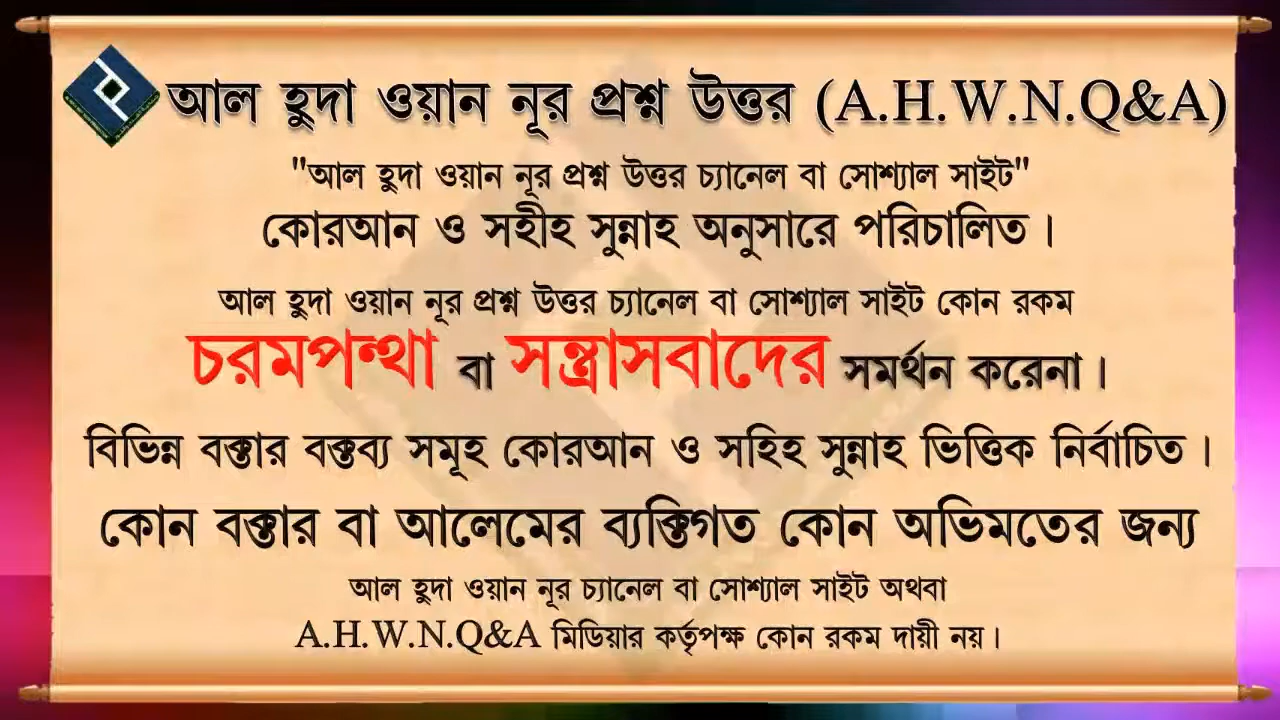 আল হুদা ওয়ান নূর প্রশ্ন উত্তর (A.H.W.N.Q&A)
"আল হুদা ওয়ান নূর প্রশ্ন উত্তর চ্যানেল বা সোশ্যাল সাইট"
কোরআন ও সহীহ সুন্নাহ অনুসারে পরিচালিত।
আল হুদা ওয়ান নূর প্রশ্ন উত্তর চ্যানেল বা সোশ্যাল সাইট কোন রকম
চরমপন্থা বা সন্ত্রাসবাদের সমর্থন করেনা।
বিভিন্ন বক্তার বক্তব্য সমূহ কোরআন ও সহিহ সুন্নাহ ভিত্তিক নির্বাচিত।
কোন বক্তার বা আলেমের ব্যক্তিগত কোন অভিমতের জন্য
আল হুদা ওয়ান নূর চ্যানেল বা সোশ্যাল সাইট অথবা
A.H.W.N.Q&A মিডিয়ার কর্তৃপক্ষ কোন রকম দায়ী নয়।